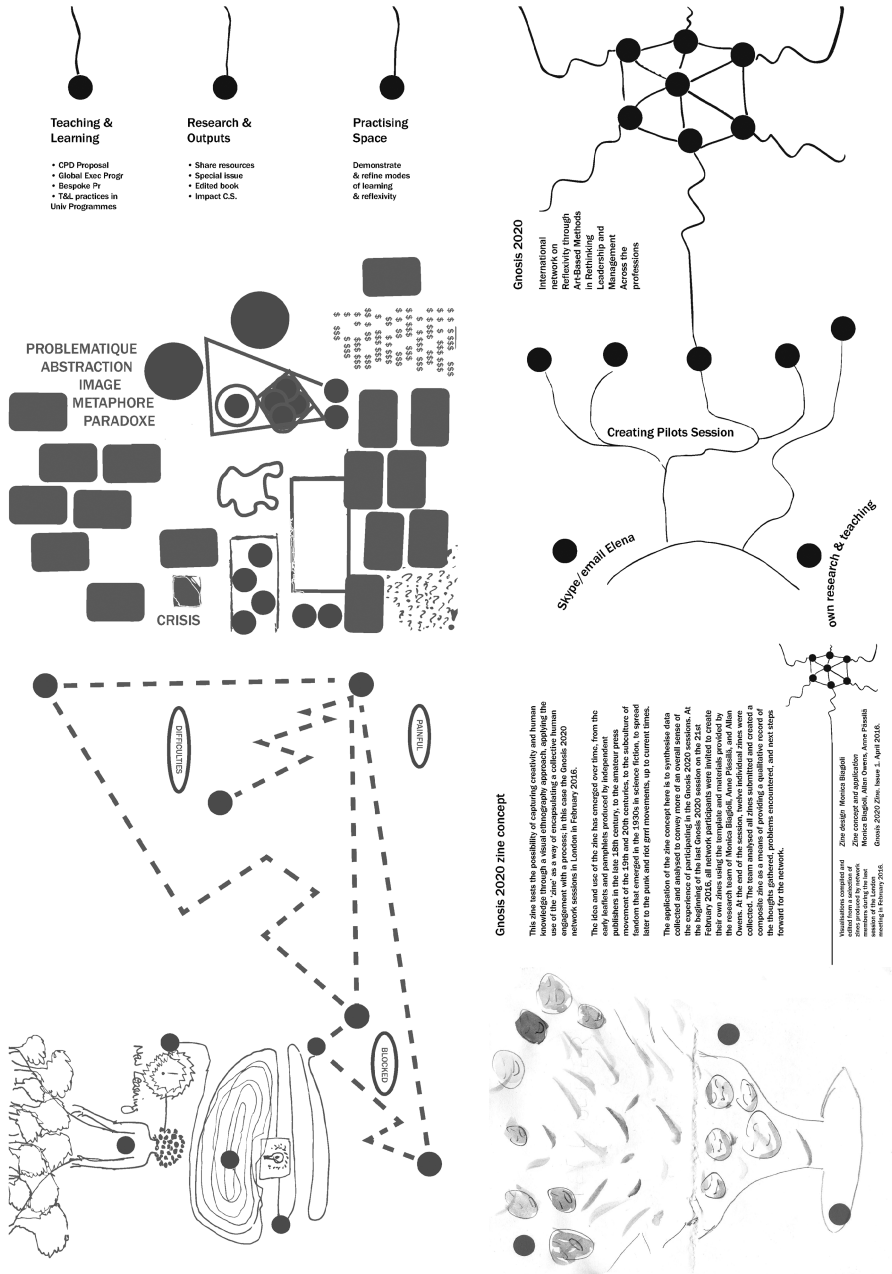 Teaching &
Learning
• CPD Proposal
• Global Exec Progr
• Bespoke Pr
• T&L practices in
Univ Programmes
Research &
Outputs
• Share resources
• Special issue
• Edited book
• Impact C.S.
Practising
Space
Demonstrate
& refine modes
of learning
& reflexivity
Gnosis 2020
International
network on
Reflexivity through
Art-Based Methods
in Rethinking
Leadership and
Management
Across the
professions
PROBLEMATIQUE
ABSTRACTION
IMAGE
METAPHORE
PARADOXE
CRISIS
Creating Pilots Session
Skype/email Elena
own research & teaching
DIFFICULTIES
PAINFUL
BLOCKED
Gnosis 2020 zine concept
This zine tests the possibility of capturing creativity and human
knowledge through a visual ethnography approach, applying the
use of the 'zine' as a way of encapsulating a collective human
engagement with a process; in this case the Gnosis 2020
network sessions in London in February 2016.
The idea and use of the zine has emerged over time, from the
early leaflets and pamphlets produced by independent
publishers in the late 18th century, to the amateur press
movement of the 19th and 20th centuries, to the subculture of
fandom that emerged in the 1930s in science fiction, to spread
later to the punk and riot grrrl movements, up to current times.
The application of the zine concept here is to synthesise data
collected and analysed to convey more of an overall sense of
the experience of participating in the Gnosis 2020 sessions. At
the beginning of the last Gnosis 2020 session on the 21st
February 2016, all network participants were invited to create
their own zines using the template and materials provided by
the research team of Monica Biagioli, Anne Pässilä, and Allan
Owens. At the end of the session, twelve individual zines were
collected. The team analysed all zines submitted and created a
composite zine as a means of providing a qualitative record of
the thoughts gathered, problems encountered, and next steps
forward for the network.
Visualisations compiled and
edited from a selection of
zines produced by network
members during the last
session of the London
meeting in February 2016.
Zine design Monica Biagioli
Zine concept and application
Monica Biagioli, Allan Owens, Anne Pässilä
Gnosis 2020 Zine. Issue 1. April 2016.